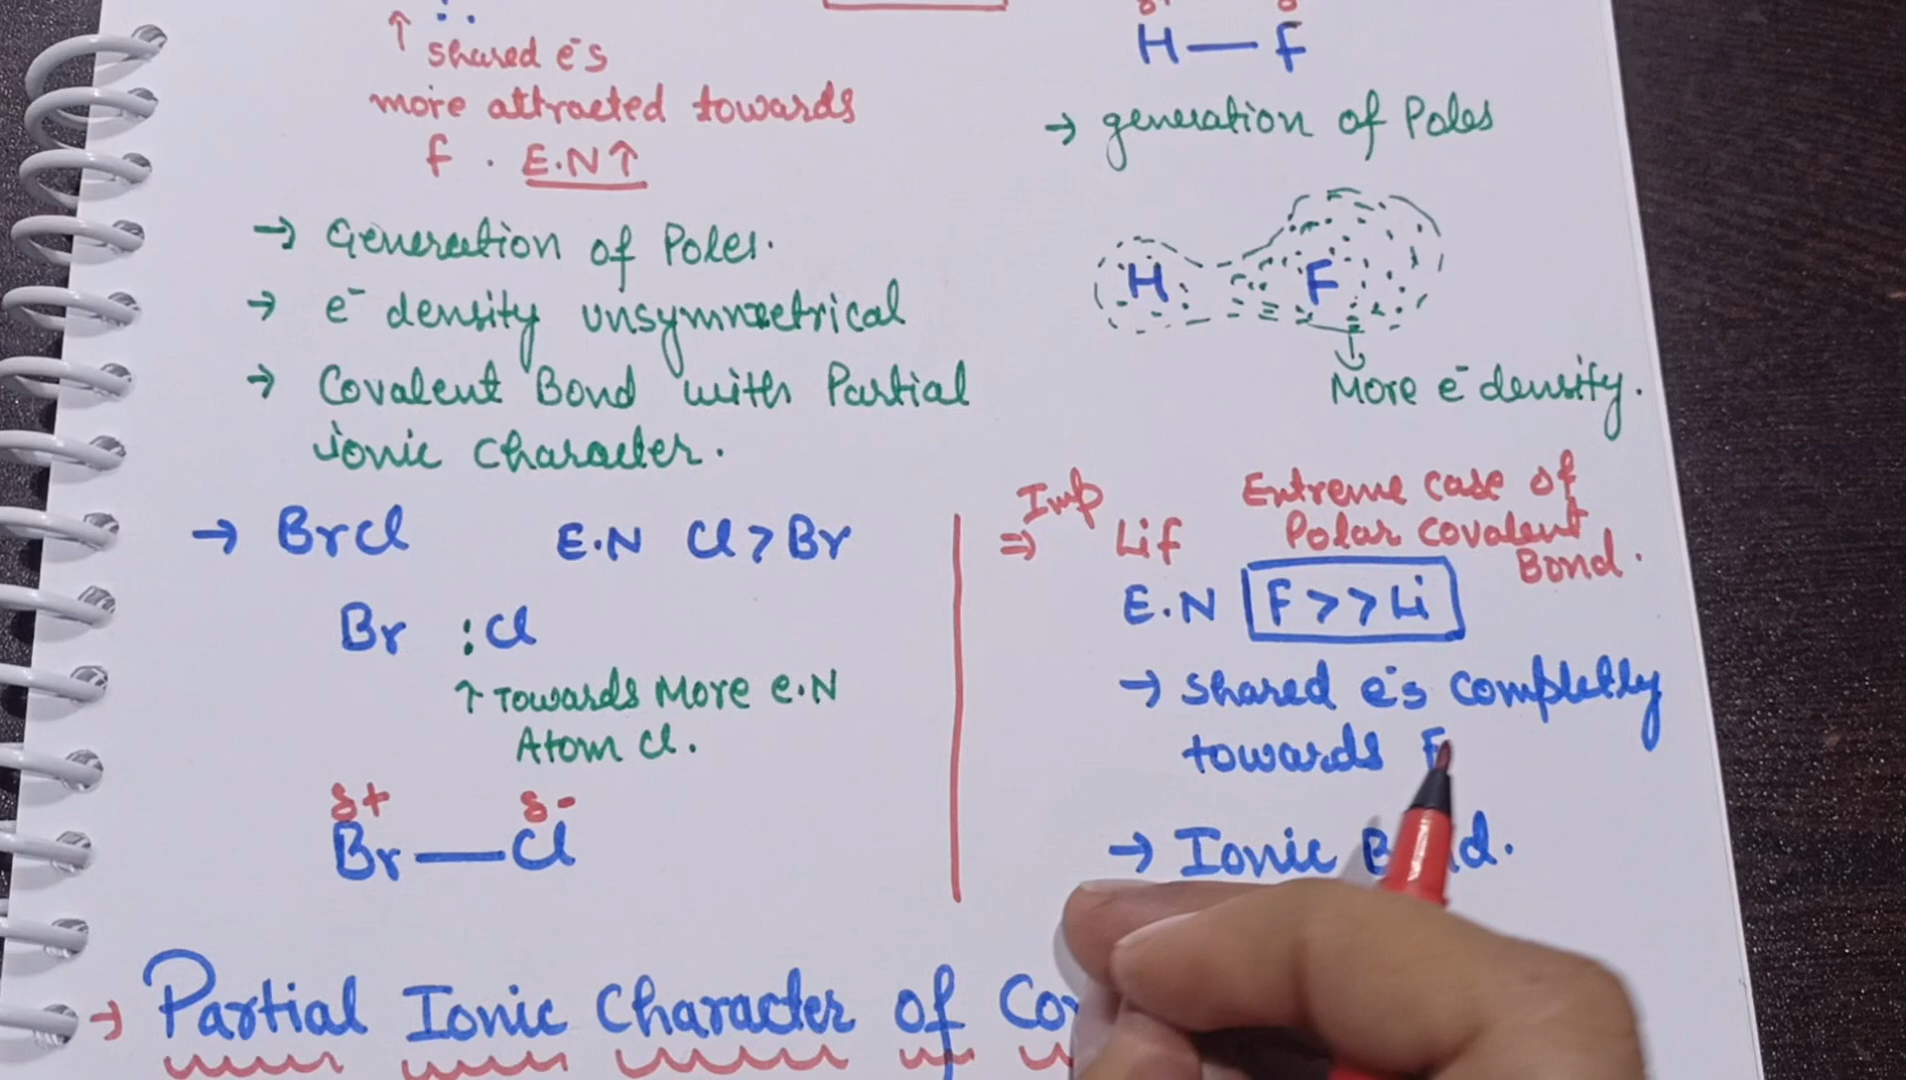 ↑ shared e⁻s
more attracted towards
F . E.N↑
→ Generation of Poles.
→ e⁻ density unsymmetrical
→ Covalent Bond with Partial
ionic character.
→ BrCl E.N Cl > Br
Br :Cl
↑ Towards More e.N
Atom Cl.
δ+ δ-
Br — Cl
H — F
→ generation of Poles
H F
More e⁻ density.
Imp
⇒ Lif Extreme case of
Polar covalent
Bond.
E.N F >> Li
→ shared e⁻s completly
towards F
→ Ionic
→ Partial Ionic Character of